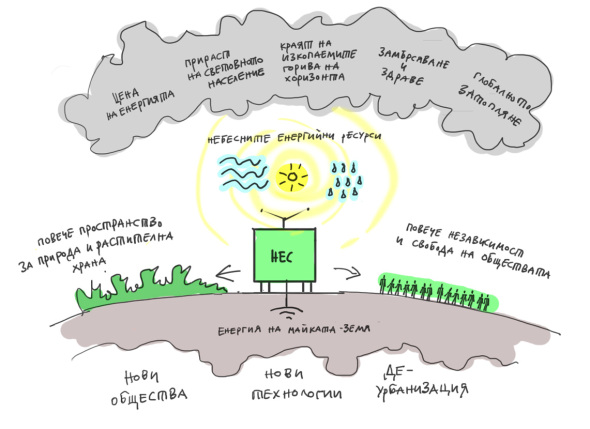 ЦЕНА
НА ЕНЕРГИЯТА
ПРИРАСТ
НА СВЕТОВНОТО
НАСЕЛЕНИЕ
КРАЯТ НА
ИЗКОПАЕМИТЕ
ГОРИВА НА
ХОРИЗОНТА
ЗАМЪРСЯВАНЕ
И
ЗДРАВЕ
ГЛОБАЛНОТО
ЗАТОПЛЯНЕ
НЕБЕСНИТЕ ЕНЕРГИЙНИ РЕСУРСИ
ПОВЕЧЕ ПРОСТРАНСТВО
ЗА ПРИРОДА И РАСТИТЕЛНА
ХРАНА
НЕС
ПОВЕЧЕ НЕЗАВИСИМОСТ
И СВОБОДА НА ОБЩЕСТВАТА
ЕНЕРГИЯ НА МАЙКАТА-ЗЕМЯ
НОВИ
ОБЩЕСТВА
НОВИ
ТЕХНОЛОГИИ
ДЕ-
УРБАНИЗАЦИЯ